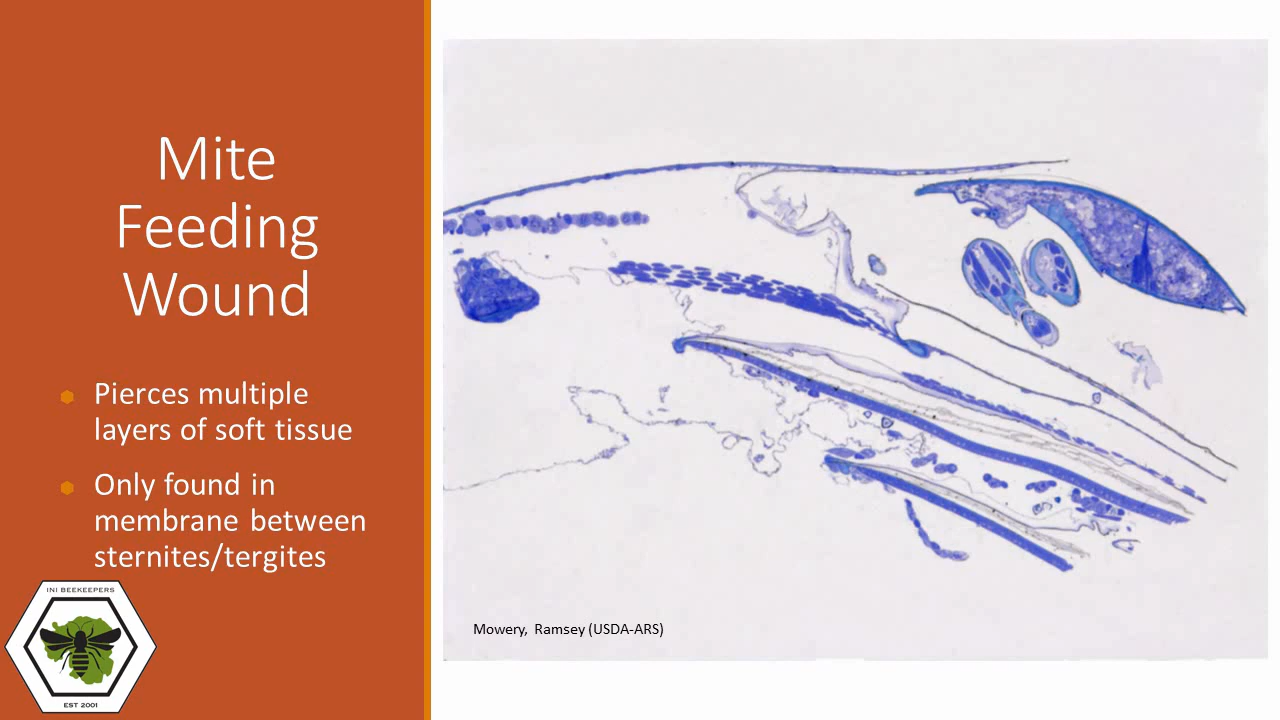 Mite
Feeding
Wound
Pierces multiple
layers of soft tissue
Only found in
membrane between
sternites/tergites
INI BEEKEEPERS
EST 2001
Mowery, Ramsey (USDA-ARS)